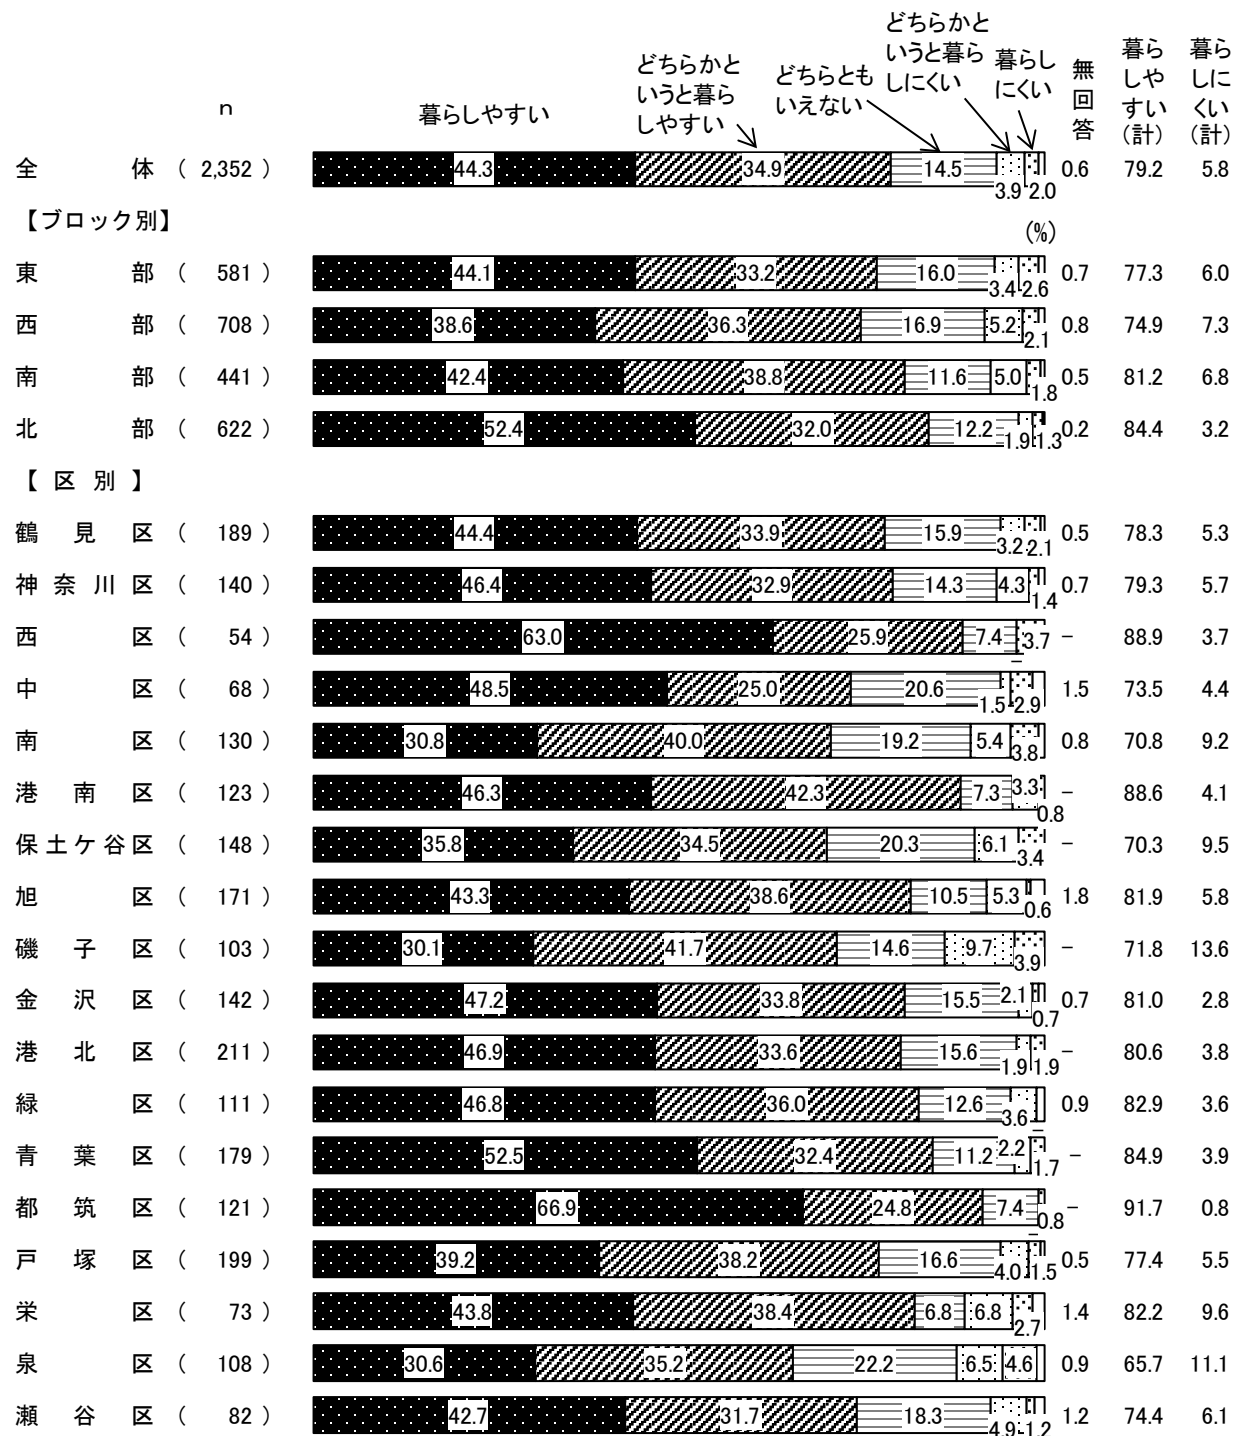 n
暮らしやすい
どちらかと
いうと暮ら
しやすい
どちらとも
いえない
どちらかと
いうと暮ら
しにくい
暮らし
にくい
無回答
暮らしやすい(計)
暮らしにくい(計)
全体 ( 2,352 ) 44.3 34.9 14.5 3.9 2.0 0.6 79.2 5.8
【ブロック別】
(%)
東部 ( 581 ) 44.1 33.2 16.0 3.4 2.6 0.7 77.3 6.0
西部 ( 708 ) 38.6 36.3 16.9 5.2 2.1 0.8 74.9 7.3
南部 ( 441 ) 42.4 38.8 11.6 5.0 1.8 0.5 81.2 6.8
北部 ( 622 ) 52.4 32.0 12.2 1.9 1.3 0.2 84.4 3.2
【区別】
鶴見区 ( 189 ) 44.4 33.9 15.9 3.2 2.1 0.5 78.3 5.3
神奈川区 ( 140 ) 46.4 32.9 14.3 4.3 1.4 0.7 79.3 5.7
西区 ( 54 ) 63.0 25.9 7.4 – 3.7 – 88.9 3.7
中区 ( 68 ) 48.5 25.0 20.6 1.5 2.9 1.5 73.5 4.4
南区 ( 130 ) 30.8 40.0 19.2 5.4 3.8 0.8 70.8 9.2
港南区 ( 123 ) 46.3 42.3 7.3 3.3 0.8 – 88.6 4.1
保土ケ谷区 ( 148 ) 35.8 34.5 20.3 6.1 3.4 – 70.3 9.5
旭区 ( 171 ) 43.3 38.6 10.5 5.3 0.6 1.8 81.9 5.8
磯子区 ( 103 ) 30.1 41.7 14.6 9.7 3.9 – 71.8 13.6
金沢区 ( 142 ) 47.2 33.8 15.5 2.1 0.7 0.7 81.0 2.8
港北区 ( 211 ) 46.9 33.6 15.6 1.9 1.9 – 80.6 3.8
緑区 ( 111 ) 46.8 36.0 12.6 3.6 – 0.9 82.9 3.6
青葉区 ( 179 ) 52.5 32.4 11.2 2.2 1.7 – 84.9 3.9
都筑区 ( 121 ) 66.9 24.8 7.4 – 0.8 – 91.7 0.8
戸塚区 ( 199 ) 39.2 38.2 16.6 4.0 1.5 0.5 77.4 5.5
栄区 ( 73 ) 43.8 38.4 6.8 6.8 2.7 1.4 82.2 9.6
泉区 ( 108 ) 30.6 35.2 22.2 6.5 4.6 0.9 65.7 11.1
瀬谷区 ( 82 ) 42.7 31.7 18.3 4.9 1.2 1.2 74.4 6.1